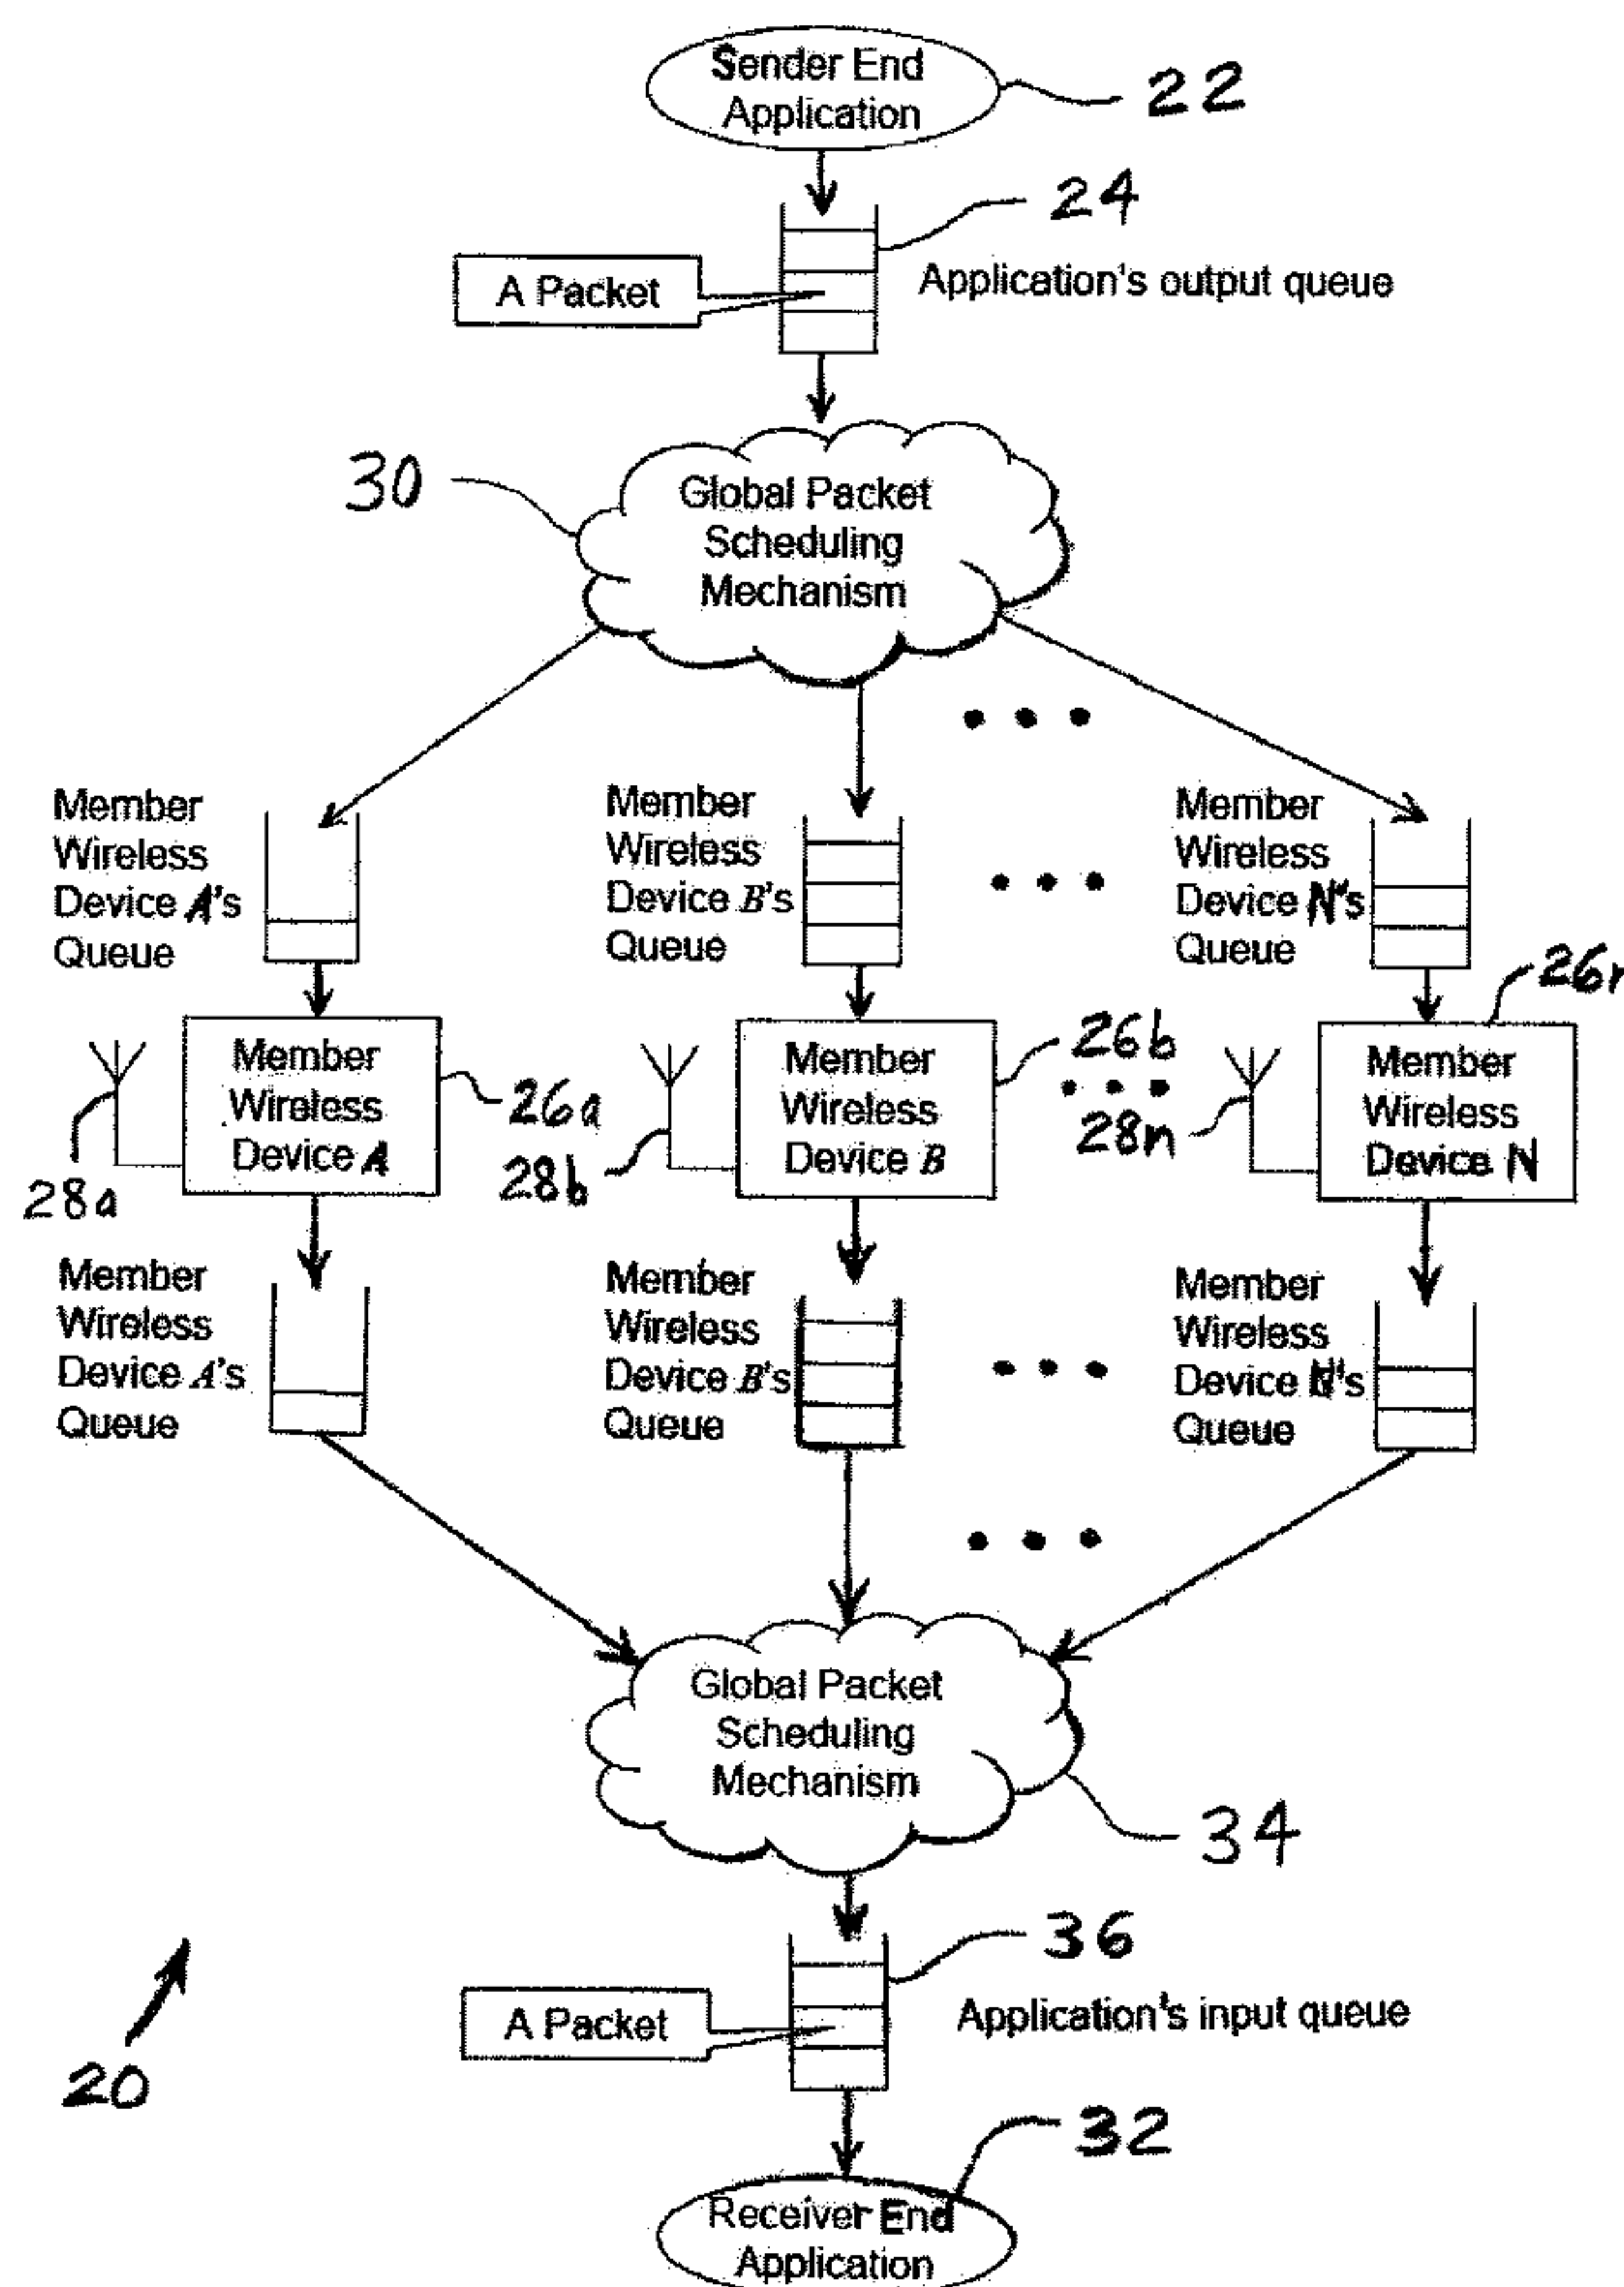 Sender End
Application
22
24
A Packet
Application's output queue
30
Global Packet
Scheduling
Mechanism
Member
Wireless
Device A's
Queue
Member
Wireless
Device B's
Queue
Member
Wireless
Device N's
Queue
Member
Wireless
Device A
26a
28a
Member
Wireless
Device B
26b
28b
Member
Wireless
Device N
28n
Member
Wireless
Device A's
Queue
Member
Wireless
Device B's
Queue
Member
Wireless
Device N's
Queue
Global Packet
Scheduling
Mechanism
34
36
A Packet
Application's input queue
20
32
Receiver End
Application